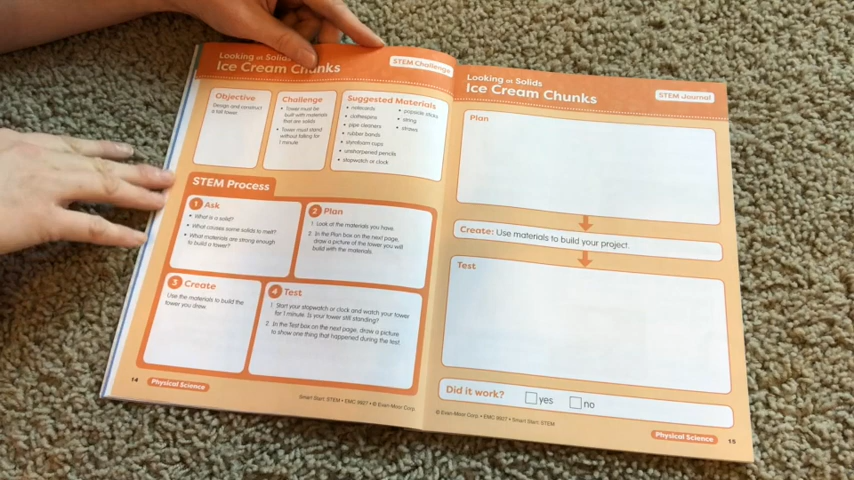 Looking at Solids
Ice Cream Chunks
STEM Challenge
Objective
Design and construct
a tall tower.
Challenge
• Tower must be
built with materials
that are solids
• Tower must stand
without falling for
1 minute
Suggested Materials
• notecards
• clothespins
• pipe cleaners
• rubber bands
• styrofoam cups
• unsharpened pencils
• stopwatch or clock
• popsicle sticks
• string
• straws
STEM Process
1 Ask
• What is a solid?
• What causes some solids to melt?
• What materials are strong enough
to build a tower?
2 Plan
1. Look at the materials you have.
2. In the Plan box on the next page,
draw a picture of the tower you will
build with the materials.
3 Create
Use the materials to build the
tower you drew.
4 Test
1. Start your stopwatch or clock and watch your tower
for 1 minute. Is your tower still standing?
2. In the Test box on the next page, draw a picture
to show one thing that happened during the test.
14
Physical Science
Smart Start: STEM • EMC 9927 • © Evan-Moor Corp.
Looking at Solids
Ice Cream Chunks
STEM Journal
Plan
Create: Use materials to build your project.
Test
Did it work?
yes
no
© Evan-Moor Corp. • EMC 9927 • Smart Start: STEM
Physical Science
15